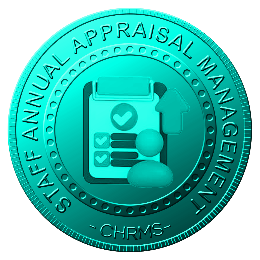 STAFF ANNUAL APPRAISAL MANAGEMENT
- CHRMS -